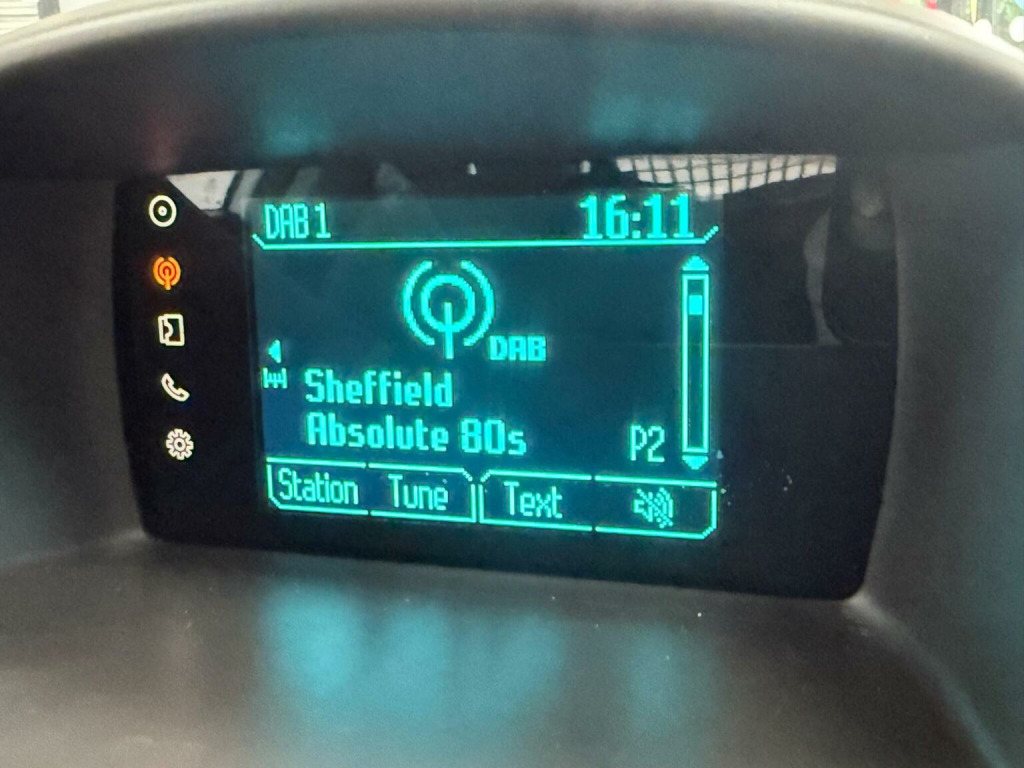 DAB 1 16:11
DAB
Sheffield
Absolute 80s P2
Station Tune Text